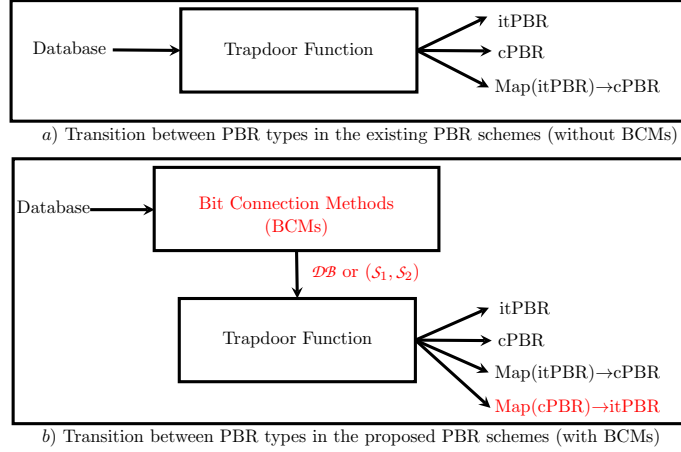 itPBR
Database
Trapdoor Function
cPBR
Map(itPBR)→cPBR
a) Transition between PBR types in the existing PBR schemes (without BCMs)
Database
Bit Connection Methods
(BCMs)
𝒟ℬ or (𝒮₁, 𝒮₂)
itPBR
Trapdoor Function
cPBR
Map(itPBR)→cPBR
Map(cPBR)→itPBR
b) Transition between PBR types in the proposed PBR schemes (with BCMs)